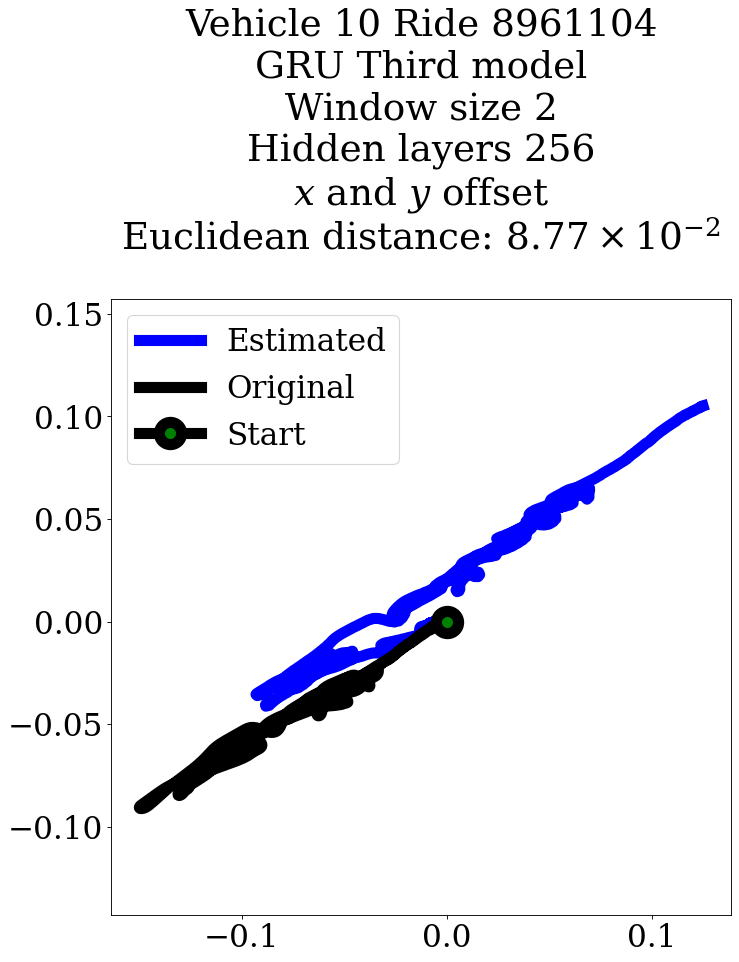 Vehicle 10 Ride 8961104
GRU Third model
Window size 2
Hidden layers 256
x and y offset
Euclidean distance: 8.77 × 10⁻²
Estimated
Original
Start
0.15
0.10
0.05
0.00
−0.05
−0.10
−0.1
0.0
0.1